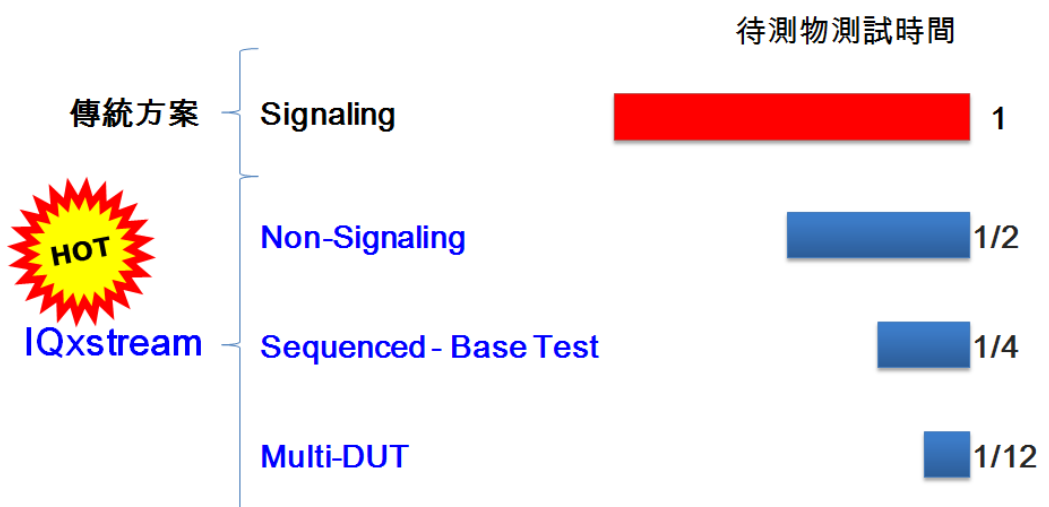 待測物測試時間
傳統方案 Signaling 1
HOT
Non-Signaling 1/2
IQxstream Sequenced - Base Test 1/4
Multi-DUT 1/12